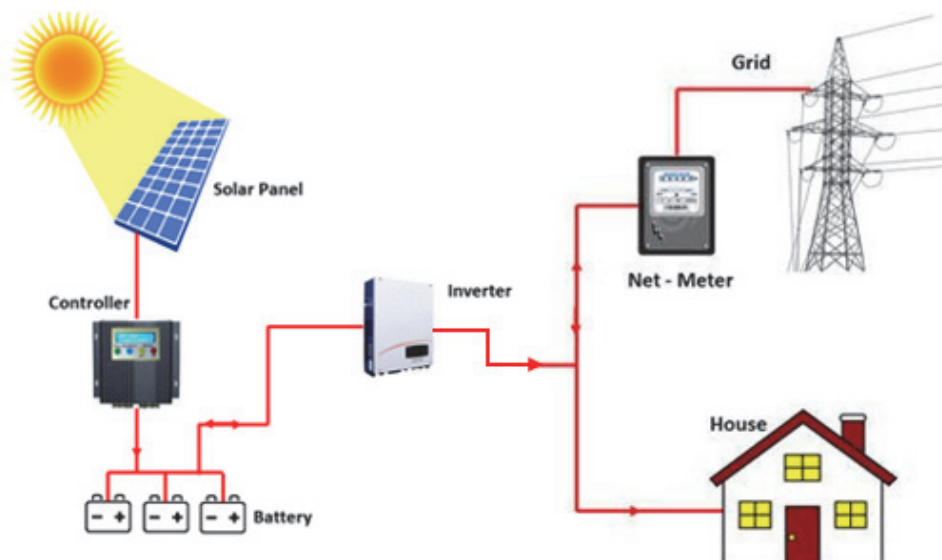 Grid
Solar Panel
Net - Meter
Controller
Inverter
House
- +
- +
- +
Battery